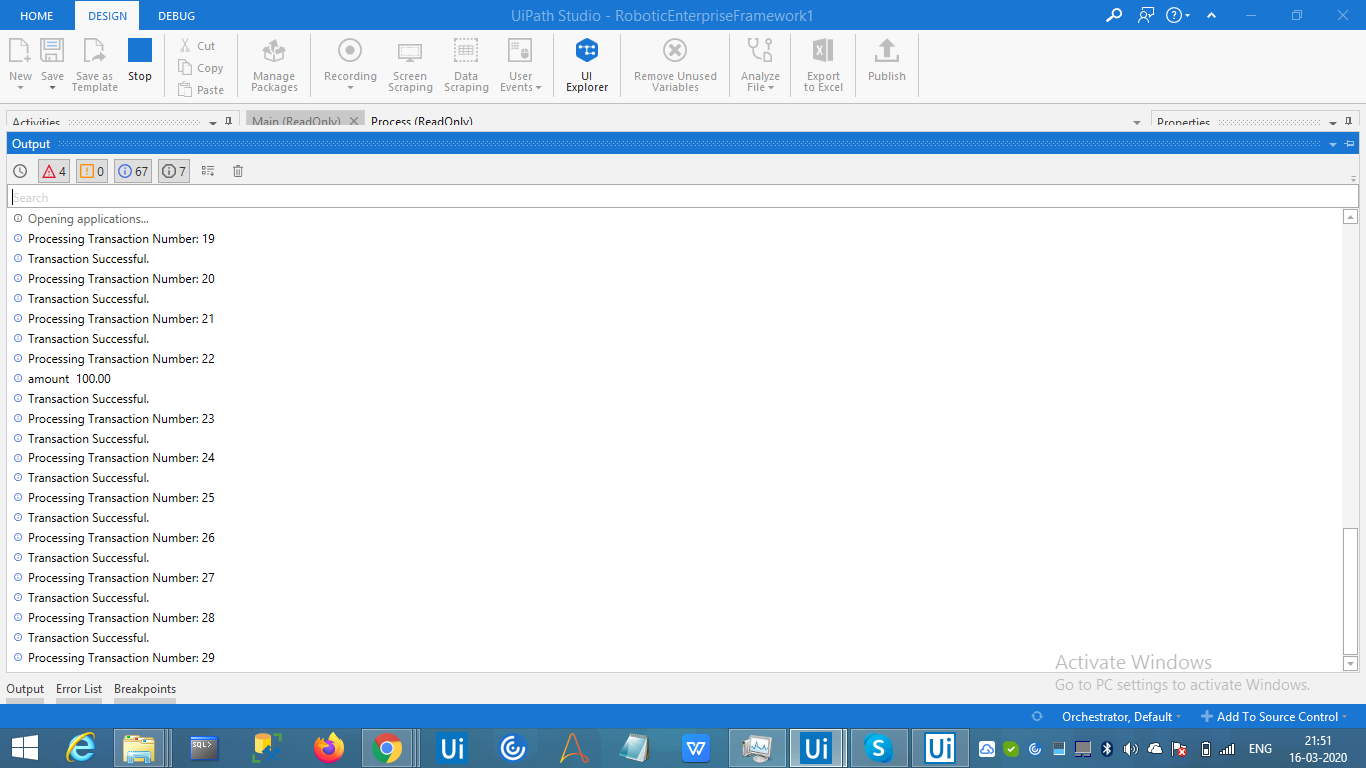 HOME DESIGN DEBUG UiPath Studio - RoboticEnterpriseFramework1
New Save Save as Template Stop Cut Copy Paste Manage Packages Recording Screen Scraping Data Scraping User Events UI Explorer Remove Unused Variables Analyze File Export to Excel Publish
Activities Main (ReadOnly) Process (ReadOnly) Properties
Output
4 0 67 7
Search
Opening applications...
Processing Transaction Number: 19
Transaction Successful.
Processing Transaction Number: 20
Transaction Successful.
Processing Transaction Number: 21
Transaction Successful.
Processing Transaction Number: 22
amount 100.00
Transaction Successful.
Processing Transaction Number: 23
Transaction Successful.
Processing Transaction Number: 24
Transaction Successful.
Processing Transaction Number: 25
Transaction Successful.
Processing Transaction Number: 26
Transaction Successful.
Processing Transaction Number: 27
Transaction Successful.
Processing Transaction Number: 28
Transaction Successful.
Processing Transaction Number: 29
Activate Windows
Go to PC settings to activate Windows.
Output Error List Breakpoints
Orchestrator, Default Add To Source Control
SQL> Ui W Ui S Ui ENG 21:51
16-03-2020